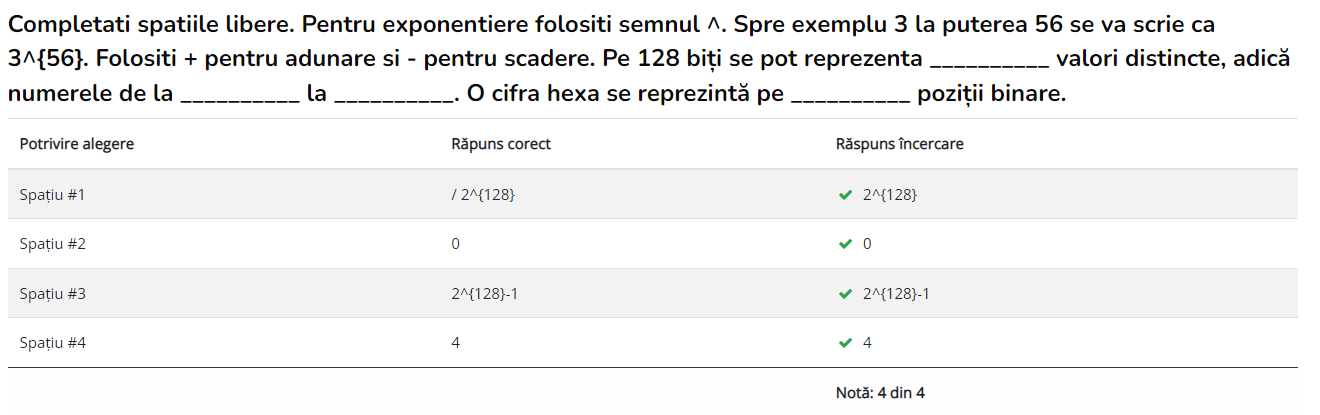 Completati spatiile libere. Pentru exponentiere folositi semnul ^. Spre exemplu 3 la puterea 56 se va scrie ca
3^{56}. Folositi + pentru adunare si - pentru scadere. Pe 128 biți se pot reprezenta __________ valori distincte, adică
numerele de la __________ la __________. O cifra hexa se reprezintă pe __________ poziții binare.
Potrivire alegere Răpuns corect Răspuns încercare
Spațiu #1 / 2^{128} 2^{128}
Spațiu #2 0 0
Spațiu #3 2^{128}-1 2^{128}-1
Spațiu #4 4 4
Notă: 4 din 4